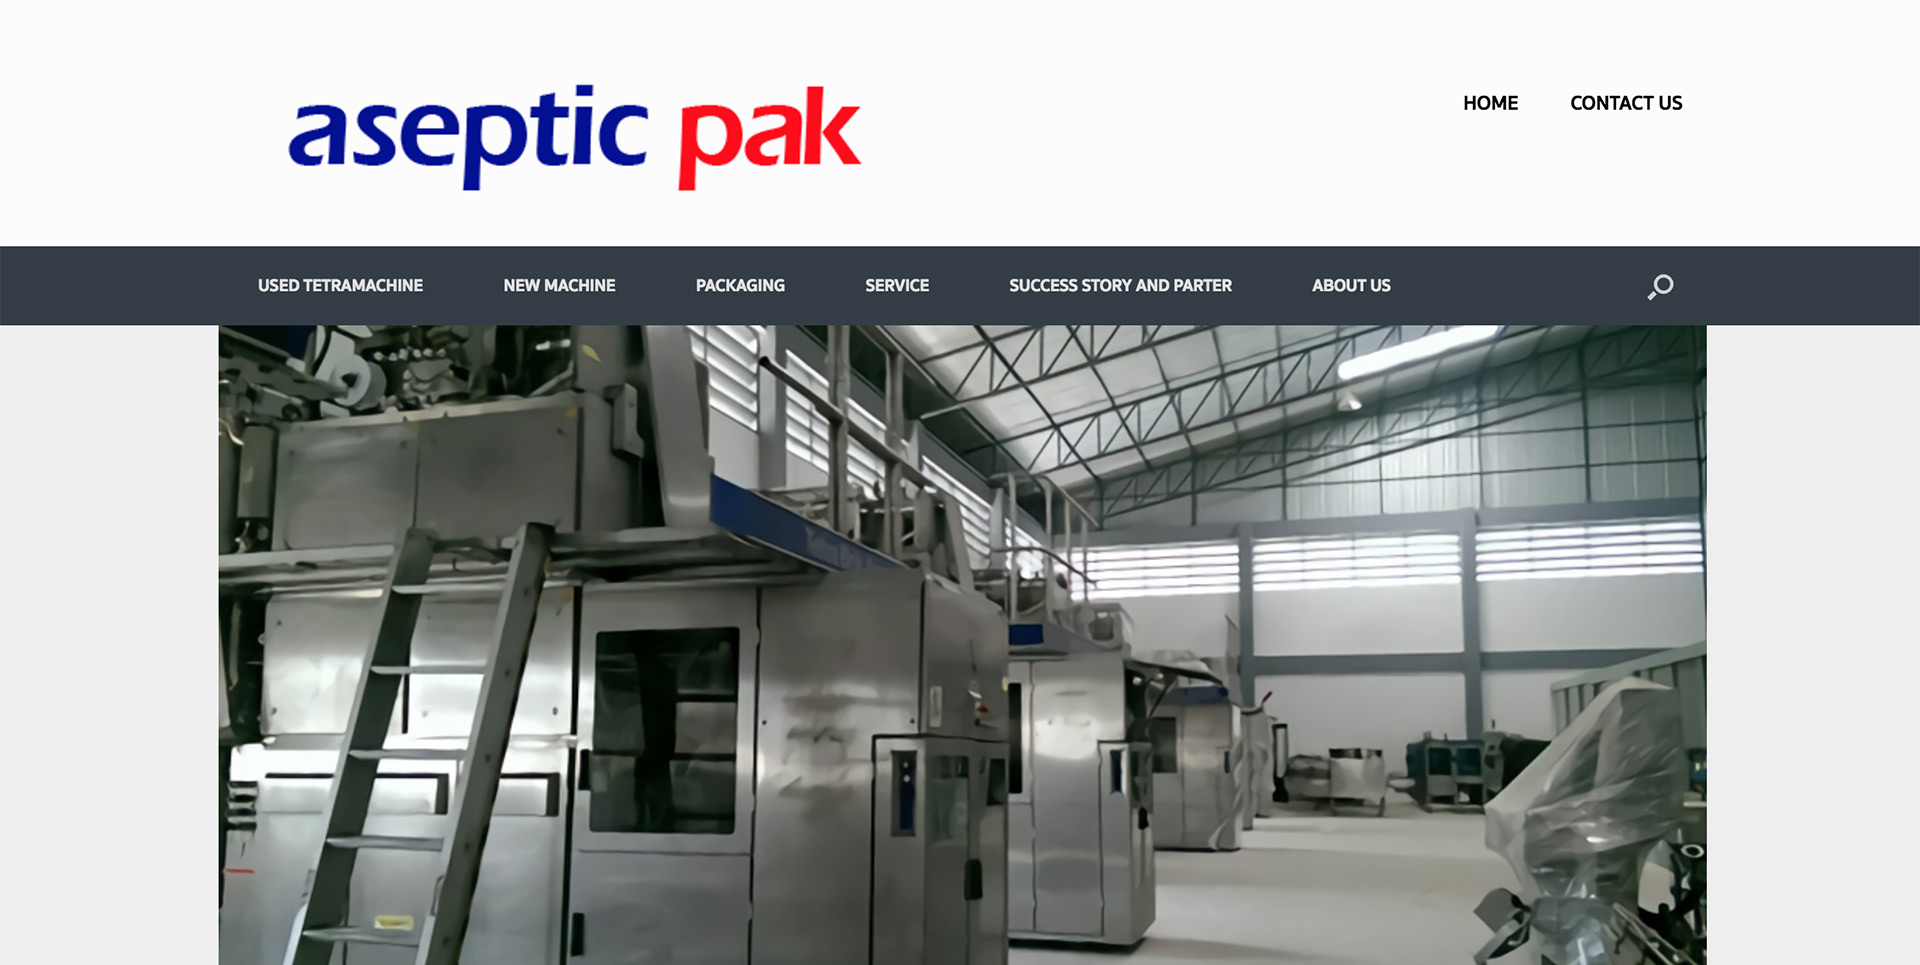 aseptic pak
HOME
CONTACT US
USED TETRAMACHINE
NEW MACHINE
PACKAGING
SERVICE
SUCCESS STORY AND PARTER
ABOUT US